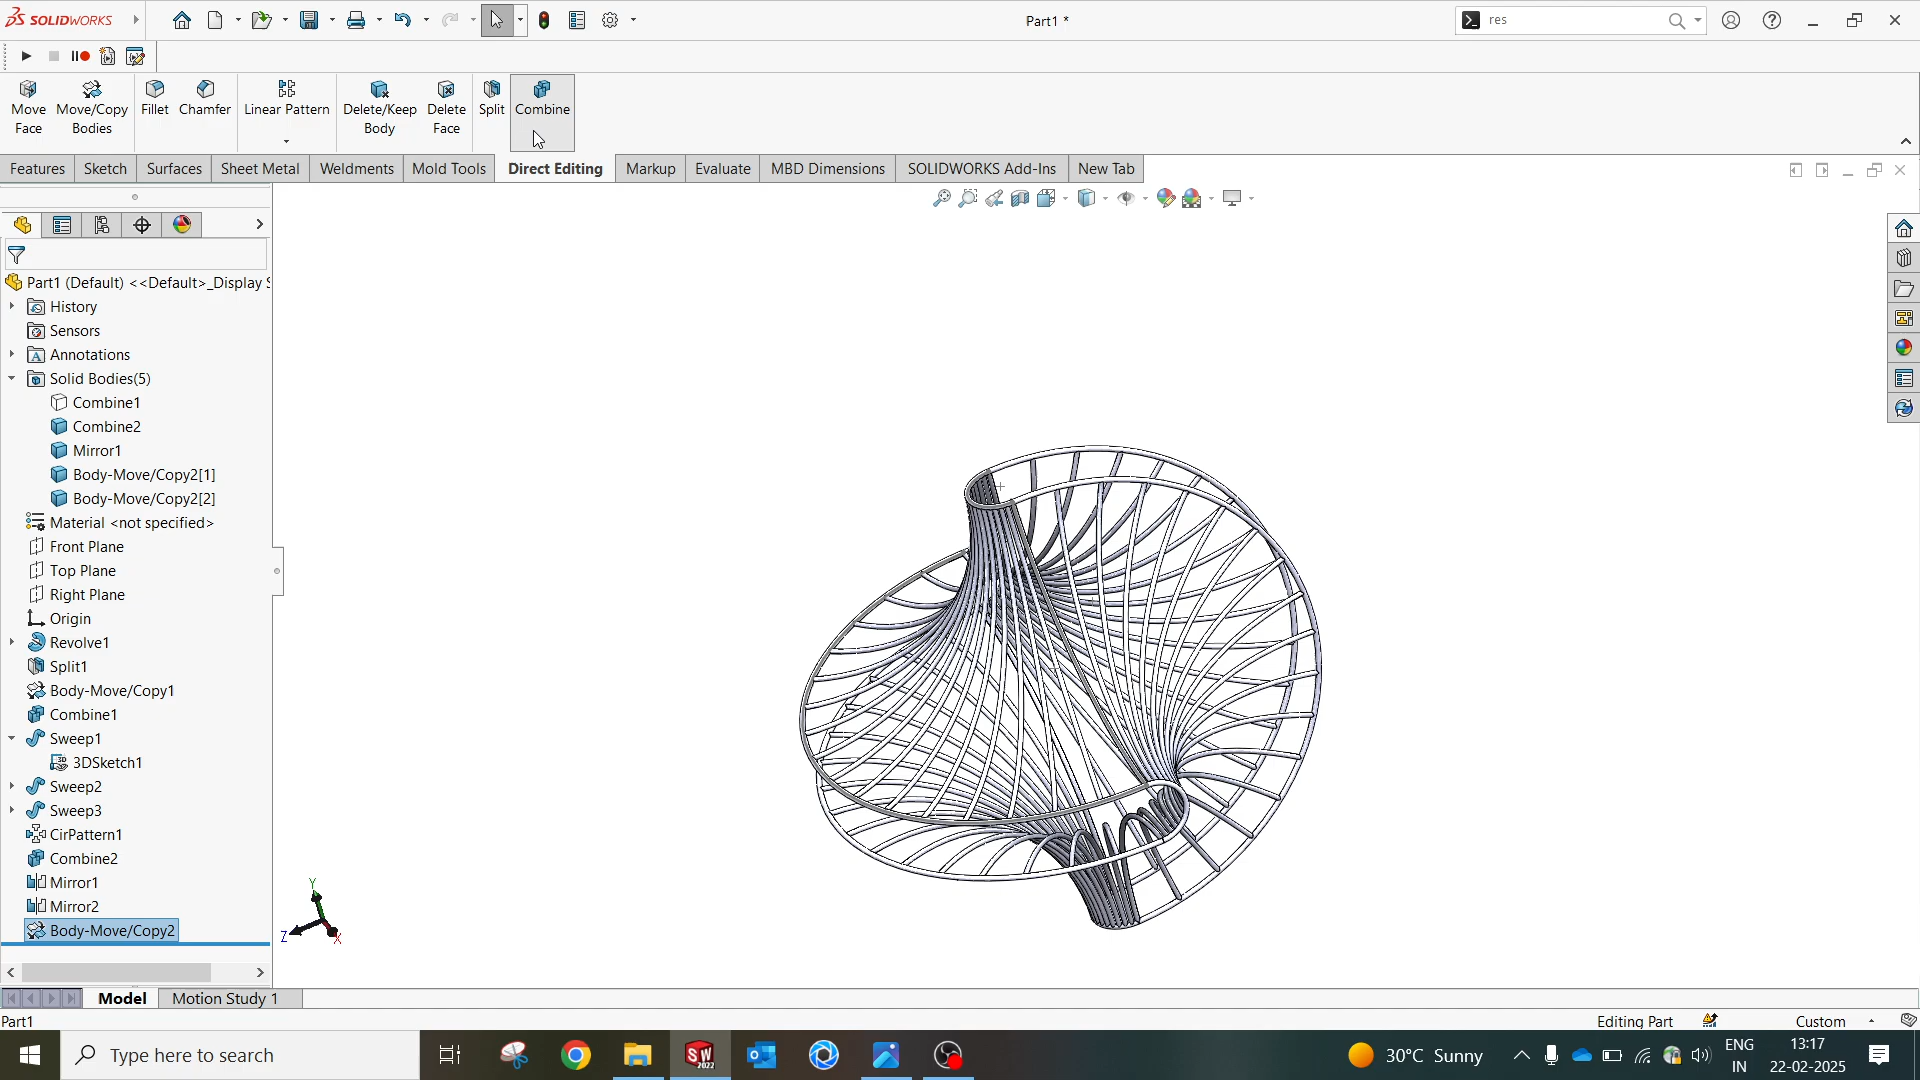 SOLIDWORKS
Part1 *
res
Move Face
Move/Copy Bodies
Fillet
Chamfer
Linear Pattern
Delete/Keep Body
Delete Face
Split
Combine
Features
Sketch
Surfaces
Sheet Metal
Weldments
Mold Tools
Direct Editing
Markup
Evaluate
MBD Dimensions
SOLIDWORKS Add-Ins
New Tab
Part1 (Default) <<Default>_Display S
History
Sensors
Annotations
Solid Bodies(5)
Combine1
Combine2
Mirror1
Body-Move/Copy2[1]
Body-Move/Copy2[2]
Material <not specified>
Front Plane
Top Plane
Right Plane
Origin
Revolve1
Split1
Body-Move/Copy1
Combine1
Sweep1
3DSketch1
Sweep2
Sweep3
CirPattern1
Combine2
Mirror1
Mirror2
Body-Move/Copy2
Y
Z
X
Model
Motion Study 1
Part1
Editing Part
Custom
Type here to search
SW
2022
30°C Sunny
ENG
IN
13:17
22-02-2025